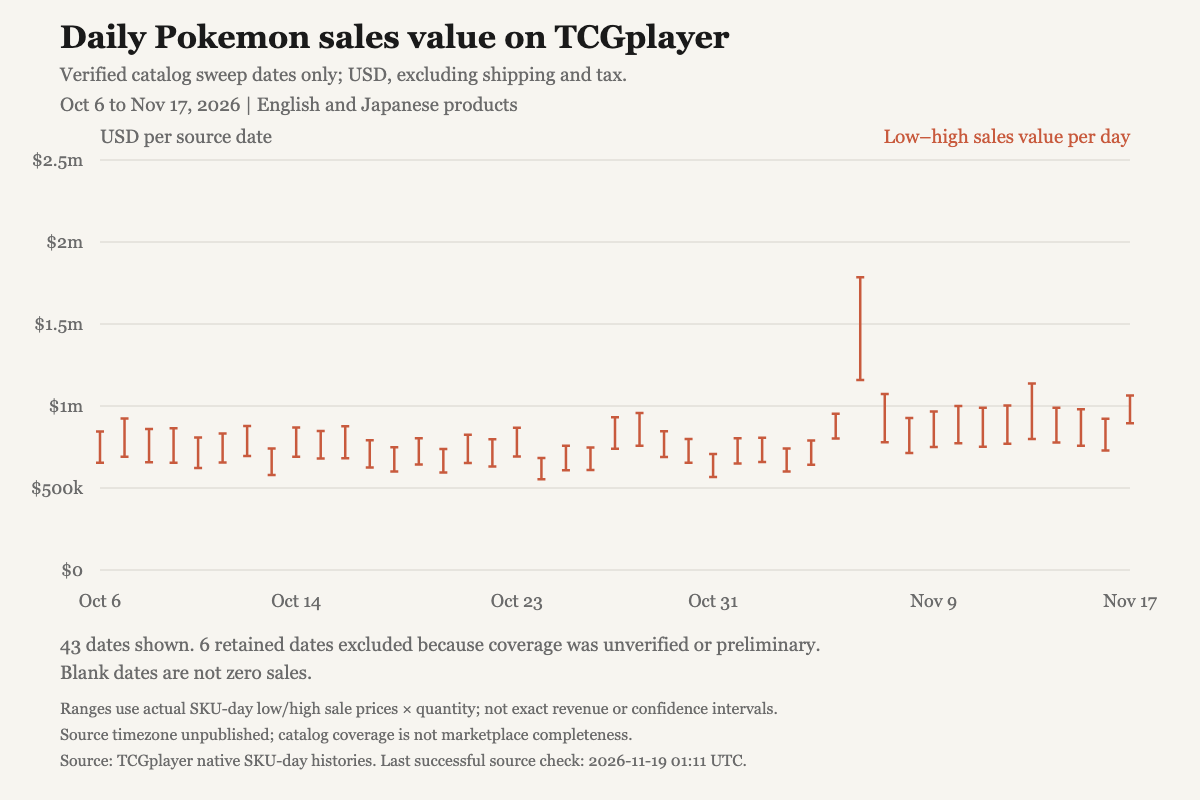 Daily Pokemon sales value on TCGplayer
Verified catalog sweep dates only; USD, excluding shipping and tax.
Oct 6 to Nov 17, 2026 | English and Japanese products
USD per source date
Low–high sales value per day
$2.5m
$2m
$1.5m
$1m
$500k
$0
Oct 6
Oct 14
Oct 23
Oct 31
Nov 9
Nov 17
43 dates shown. 6 retained dates excluded because coverage was unverified or preliminary.
Blank dates are not zero sales.
Ranges use actual SKU-day low/high sale prices × quantity; not exact revenue or confidence intervals.
Source timezone unpublished; catalog coverage is not marketplace completeness.
Source: TCGplayer native SKU-day histories. Last successful source check: 2026-11-19 01:11 UTC.